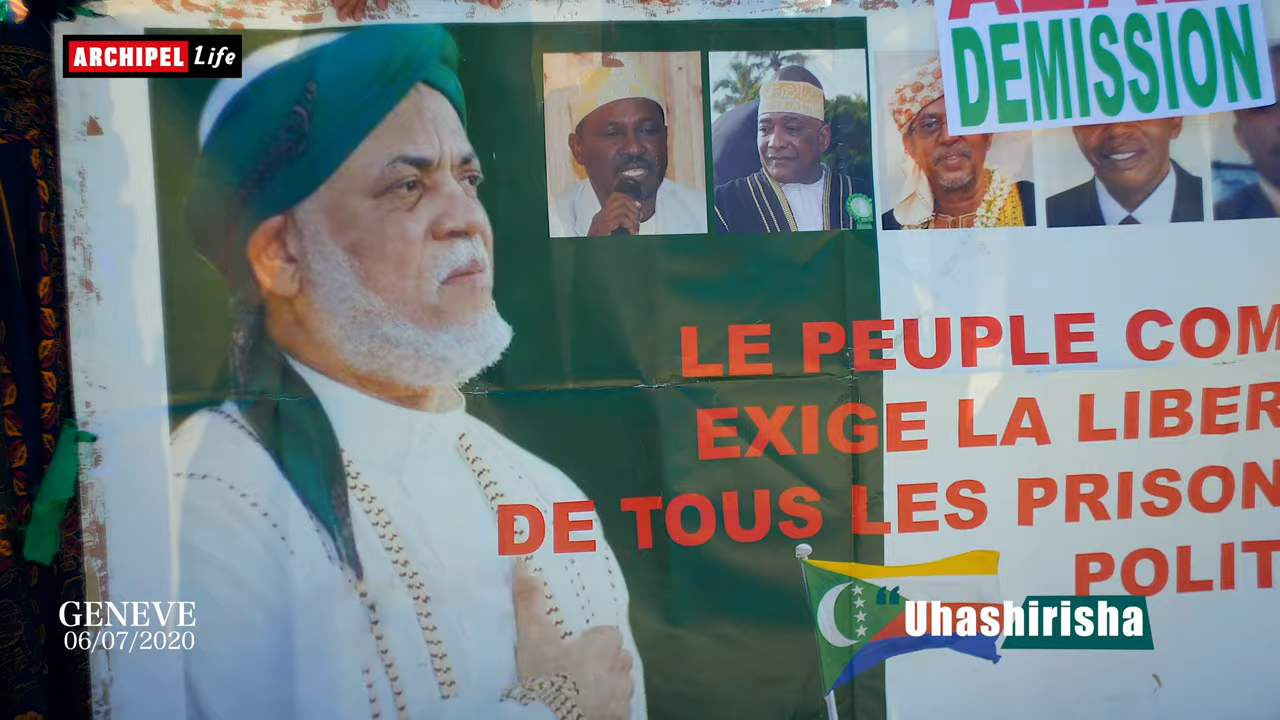 ARCHIPEL Life
DEMISSION
LE PEUPLE COM
EXIGE LA LIBER
DE TOUS LES PRISON
POLIT
GENEVE
06/07/2020
“Uhashirisha